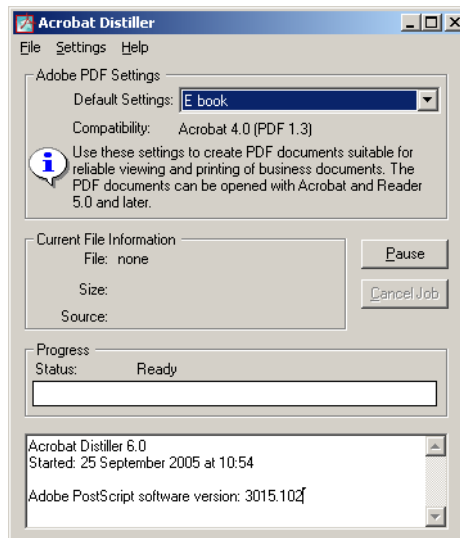 Acrobat Distiller
File Settings Help
Adobe PDF Settings
Default Settings: E book
Compatibility: Acrobat 4.0 (PDF 1.3)
Use these settings to create PDF documents suitable for
reliable viewing and printing of business documents. The
PDF documents can be opened with Acrobat and Reader
5.0 and later.
Current File Information
File: none
Size:
Source:
Pause
Cancel Job
Progress
Status: Ready
Acrobat Distiller 6.0
Started: 25 September 2005 at 10:54
Adobe PostScript software version: 3015.102